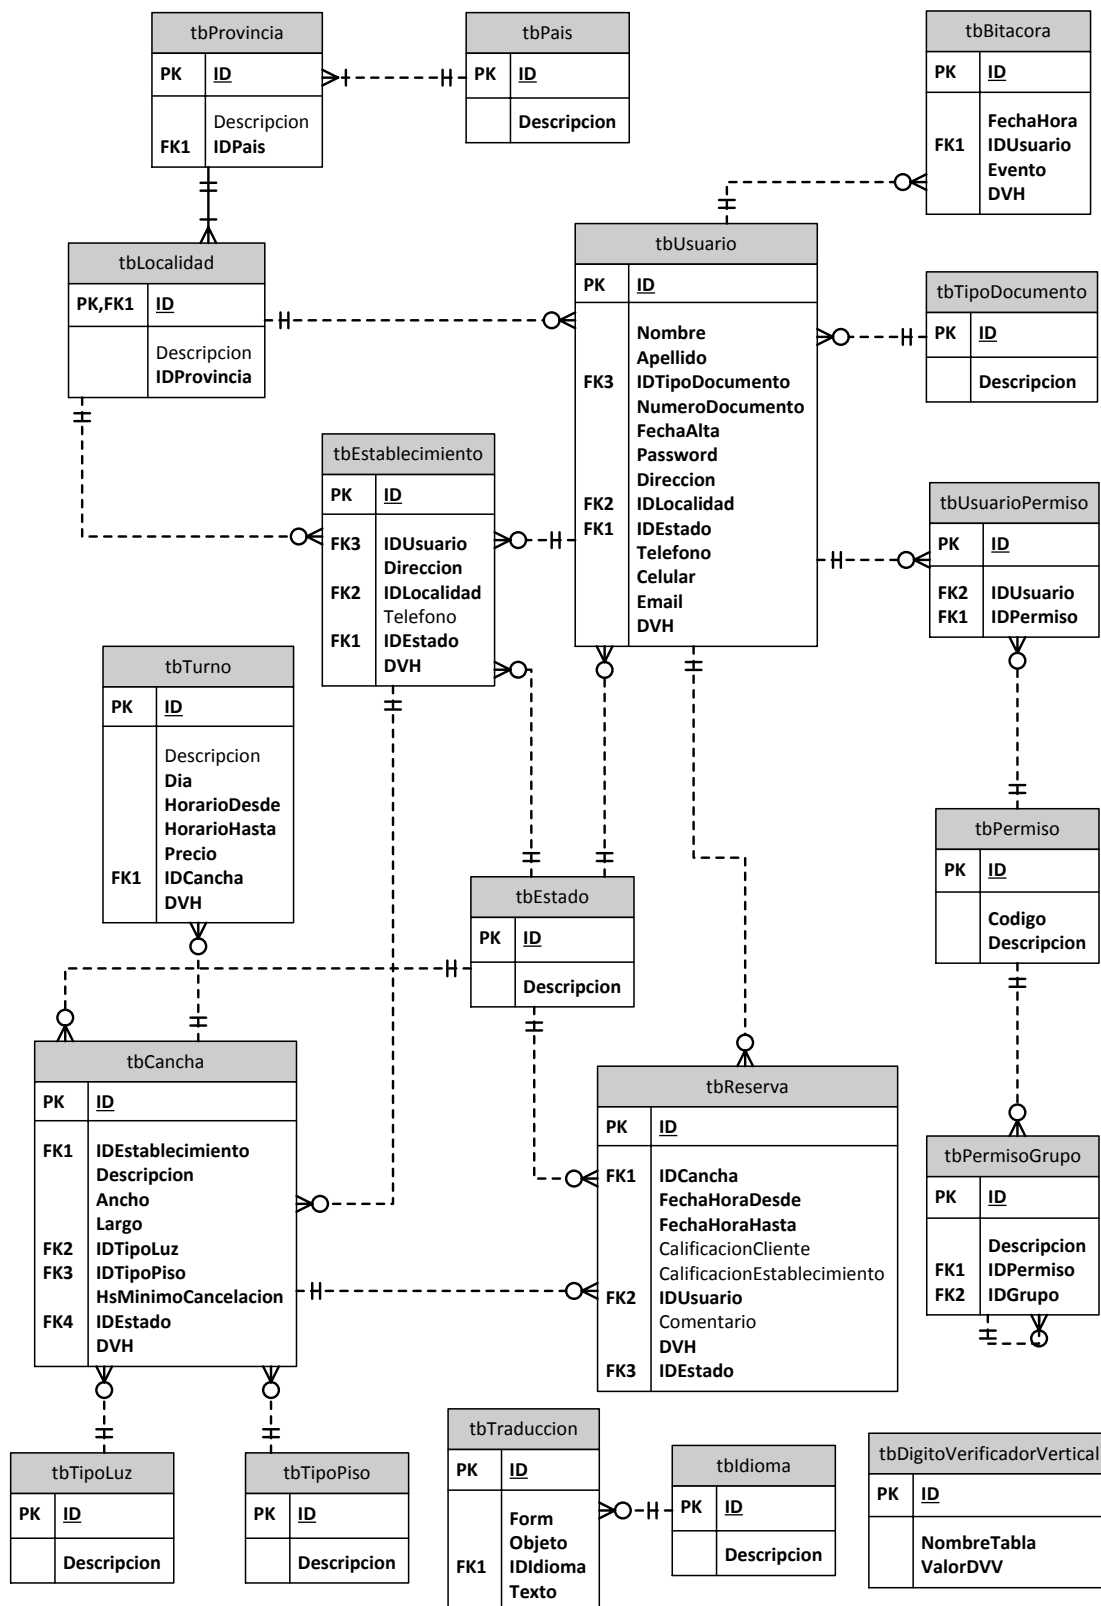 tbProvincia
PK ID
Descripcion
FK1 IDPais
tbPais
PK ID
Descripcion
tbBitacora
PK ID
FechaHora
FK1 IDUsuario
Evento
DVH
tbLocalidad
PK,FK1 ID
Descripcion
IDProvincia
tbUsuario
PK ID
Nombre
Apellido
FK3 IDTipoDocumento
NumeroDocumento
FechaAlta
Password
Direccion
FK2 IDLocalidad
FK1 IDEstado
Telefono
Celular
Email
DVH
tbTipoDocumento
PK ID
Descripcion
tbEstablecimiento
PK ID
FK3 IDUsuario
Direccion
FK2 IDLocalidad
Telefono
FK1 IDEstado
DVH
tbUsuarioPermiso
PK ID
FK2 IDUsuario
FK1 IDPermiso
tbTurno
PK ID
Descripcion
Dia
HorarioDesde
HorarioHasta
Precio
FK1 IDCancha
DVH
tbEstado
PK ID
Descripcion
tbPermiso
PK ID
Codigo
Descripcion
tbCancha
PK ID
FK1 IDEstablecimiento
Descripcion
Ancho
Largo
FK2 IDTipoLuz
FK3 IDTipoPiso
HsMinimoCancelacion
FK4 IDEstado
DVH
tbReserva
PK ID
FK1 IDCancha
FechaHoraDesde
FechaHoraHasta
CalificacionCliente
CalificacionEstablecimiento
FK2 IDUsuario
Comentario
DVH
FK3 IDEstado
tbPermisoGrupo
PK ID
Descripcion
FK1 IDPermiso
FK2 IDGrupo
tbTipoLuz
PK ID
Descripcion
tbTipoPiso
PK ID
Descripcion
tbTraduccion
PK ID
Form
Objeto
FK1 IDIdioma
Texto
tbIdioma
PK ID
Descripcion
tbDigitoVerificadorVertical
PK ID
NombreTabla
ValorDVV